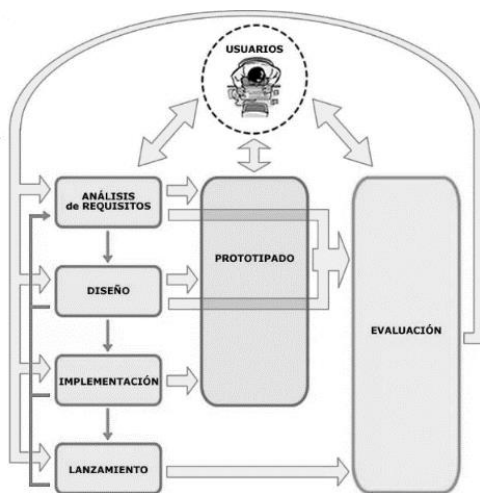 USUARIOS
ANÁLISIS
de REQUISITOS
PROTOTIPADO
DISEÑO
EVALUACIÓN
IMPLEMENTACIÓN
LANZAMIENTO